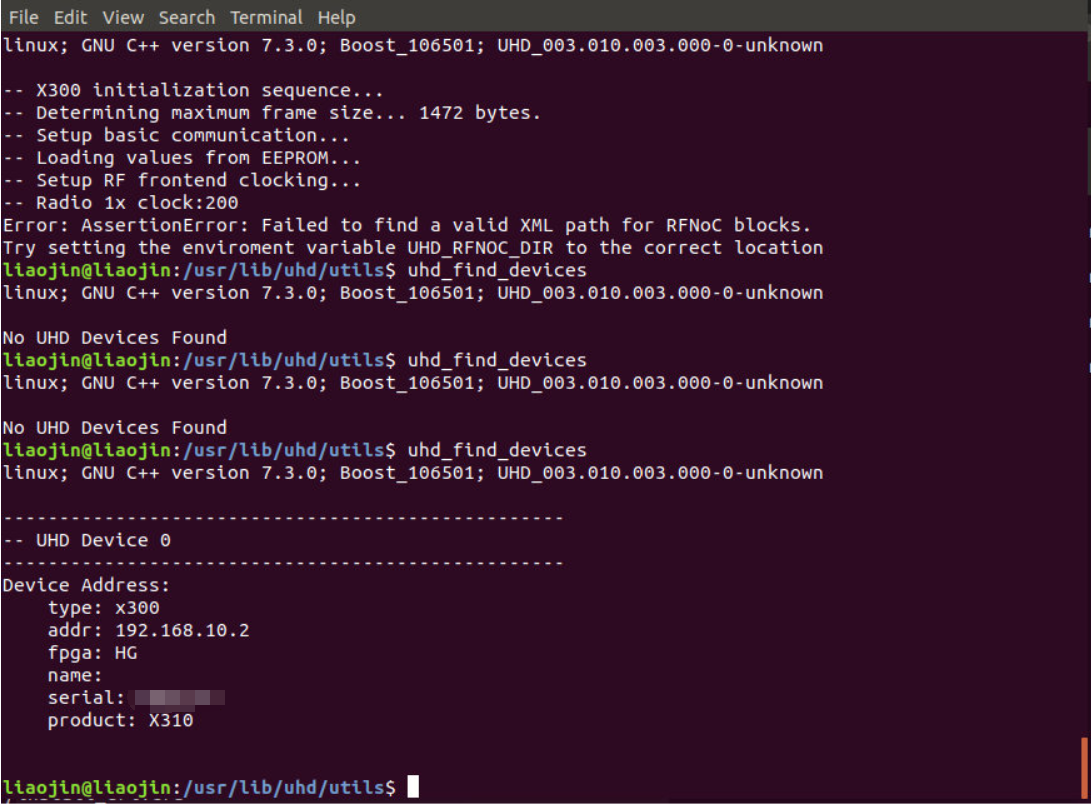 File Edit View Search Terminal Help
linux; GNU C++ version 7.3.0; Boost_106501; UHD_003.010.003.000-0-unknown
-- X300 initialization sequence...
-- Determining maximum frame size... 1472 bytes.
-- Setup basic communication...
-- Loading values from EEPROM...
-- Setup RF frontend clocking...
-- Radio 1x clock:200
Error: AssertionError: Failed to find a valid XML path for RFNoC blocks.
Try setting the enviroment variable UHD_RFNOC_DIR to the correct location
liaojin@liaojin:/usr/lib/uhd/utils$ uhd_find_devices
linux; GNU C++ version 7.3.0; Boost_106501; UHD_003.010.003.000-0-unknown
No UHD Devices Found
liaojin@liaojin:/usr/lib/uhd/utils$ uhd_find_devices
linux; GNU C++ version 7.3.0; Boost_106501; UHD_003.010.003.000-0-unknown
No UHD Devices Found
liaojin@liaojin:/usr/lib/uhd/utils$ uhd_find_devices
linux; GNU C++ version 7.3.0; Boost_106501; UHD_003.010.003.000-0-unknown
--------------------------------------------------
-- UHD Device 0
--------------------------------------------------
Device Address:
    type: x300
    addr: 192.168.10.2
    fpga: HG
    name:
    serial:
    product: X310
liaojin@liaojin:/usr/lib/uhd/utils$